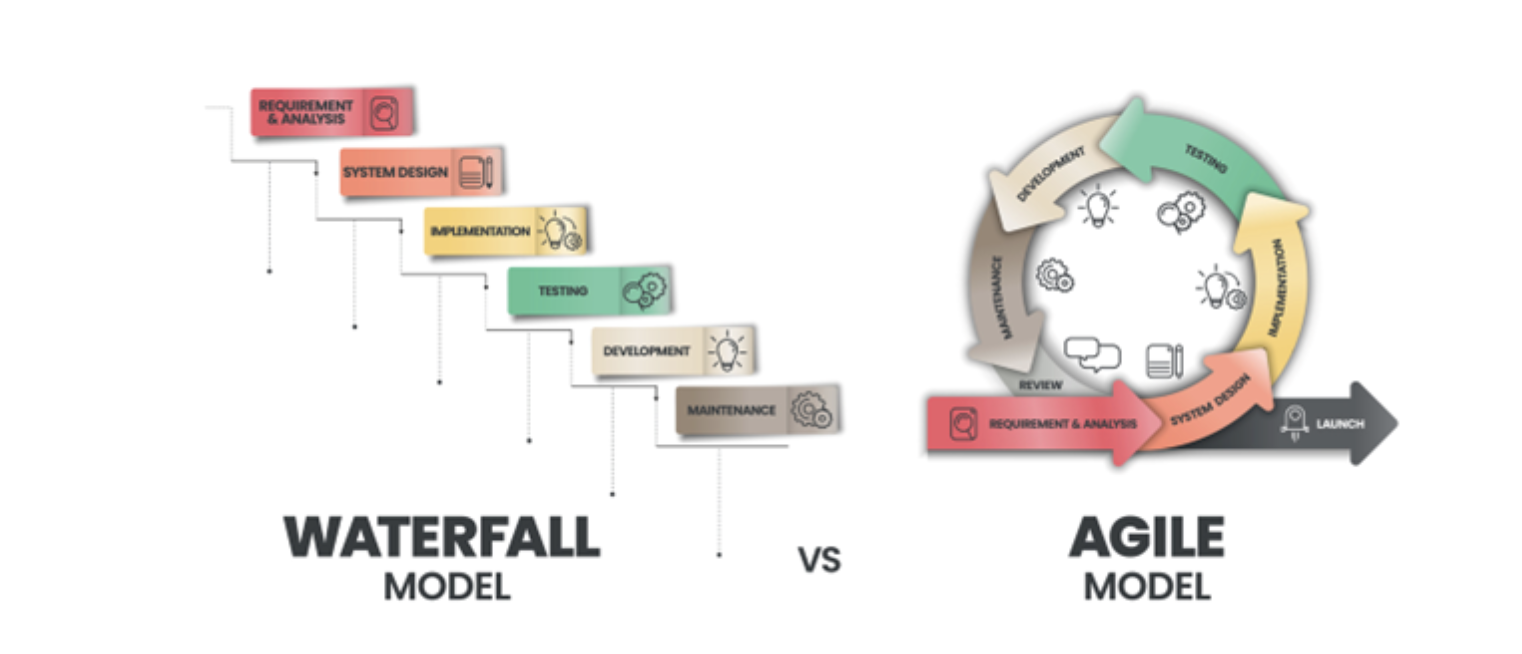 REQUIREMENT
& ANALYSIS
SYSTEM DESIGN
IMPLEMENTATION
TESTING
DEVELOPMENT
MAINTENANCE
WATERFALL
MODEL
VS
REQUIREMENT & ANALYSIS
SYSTEM DESIGN
IMPLEMENTATION
TESTING
DEVELOPMENT
MAINTENANCE
REVIEW
LAUNCH
AGILE
MODEL